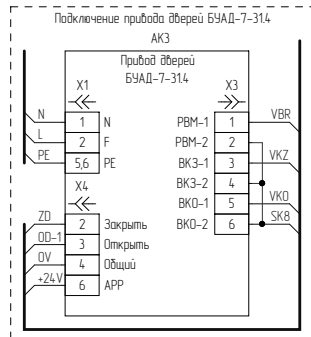 Подключение привода дверей БУАД-7-31.4
АК3
Привод дверей
БУАД-7-31.4
X1
X3
N 1 N
L 2 F
PE 5,6 PE
РВМ-1 1 VBR
РВМ-2 2
ВКЗ-1 3 VKZ
ВКЗ-2 4
ВКО-1 5 VKO
ВКО-2 6 SK8
X4
ZD 2 Закрыть
OD-1 3 Открыть
0V 4 Общий
+24V 6 АРР